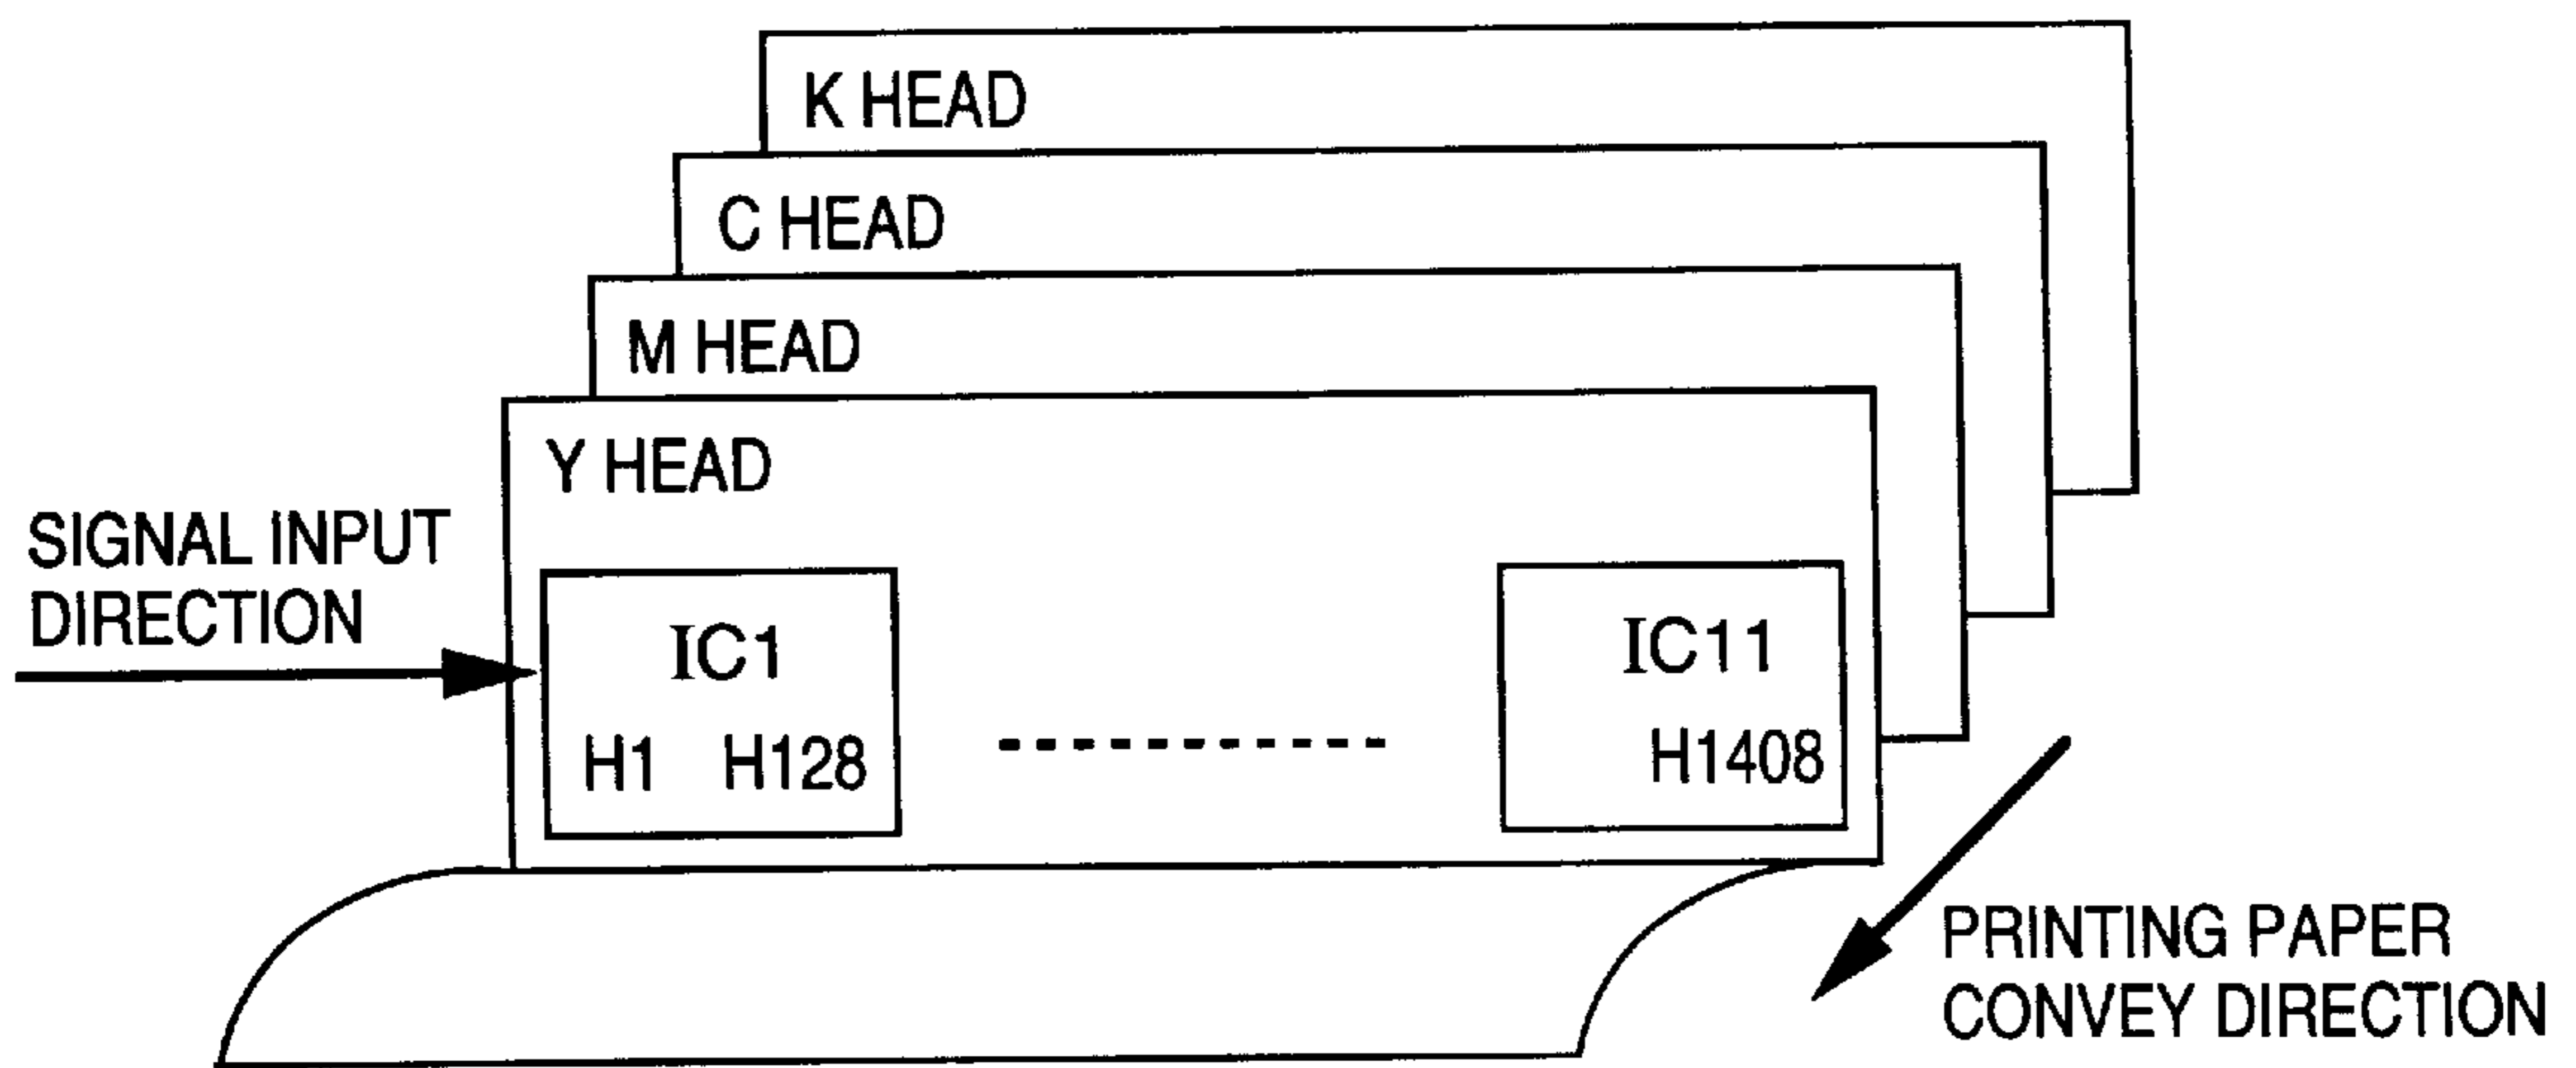 K HEAD
C HEAD
M HEAD
Y HEAD
SIGNAL INPUT
DIRECTION
IC1
H1 H128
IC11
H1408
PRINTING PAPER
CONVEY DIRECTION